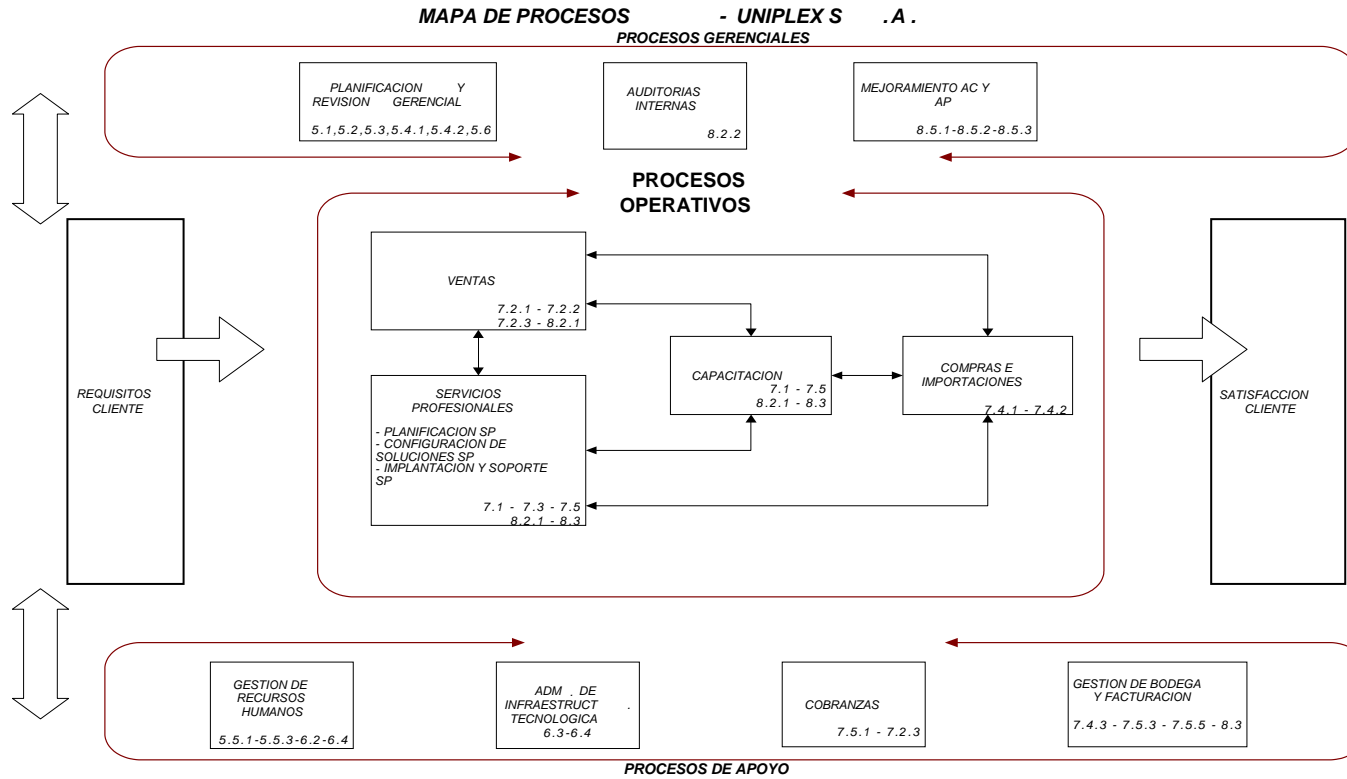 MAPA DE PROCESOS - UNIPLEX S .A.
PROCESOS GERENCIALES
PLANIFICACION Y
REVISION GERENCIAL
5.1,5.2,5.3,5.4.1,5.4.2,5.6
AUDITORIAS
INTERNAS
8.2.2
MEJORAMIENTO AC Y
AP
8.5.1-8.5.2-8.5.3
PROCESOS
OPERATIVOS
REQUISITOS
CLIENTE
VENTAS
7.2.1 - 7.2.2
7.2.3 - 8.2.1
SERVICIOS
PROFESIONALES
- PLANIFICACION SP
- CONFIGURACION DE
SOLUCIONES SP
- IMPLANTACION Y SOPORTE
SP
7.1 - 7.3 - 7.5
8.2.1 - 8.3
CAPACITACION
7.1 - 7.5
8.2.1 - 8.3
COMPRAS E
IMPORTACIONES
7.4.1 - 7.4.2
SATISFACCION
CLIENTE
GESTION DE
RECURSOS
HUMANOS
5.5.1-5.5.3-6.2-6.4
ADM . DE
INFRAESTRUCT .
TECNOLOGICA
6.3-6.4
COBRANZAS
7.5.1 - 7.2.3
GESTION DE BODEGA
Y FACTURACION
7.4.3 - 7.5.3 - 7.5.5 - 8.3
PROCESOS DE APOYO